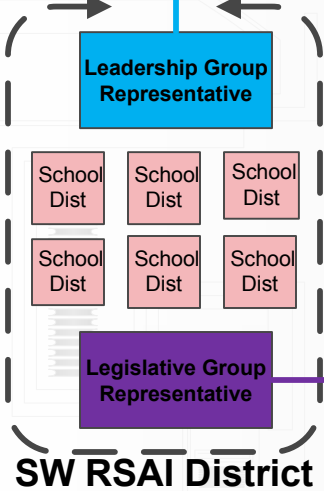 Leadership Group
Representative
School
Dist
School
Dist
School
Dist
School
Dist
School
Dist
School
Dist
Legislative Group
Representative
SW RSAI District